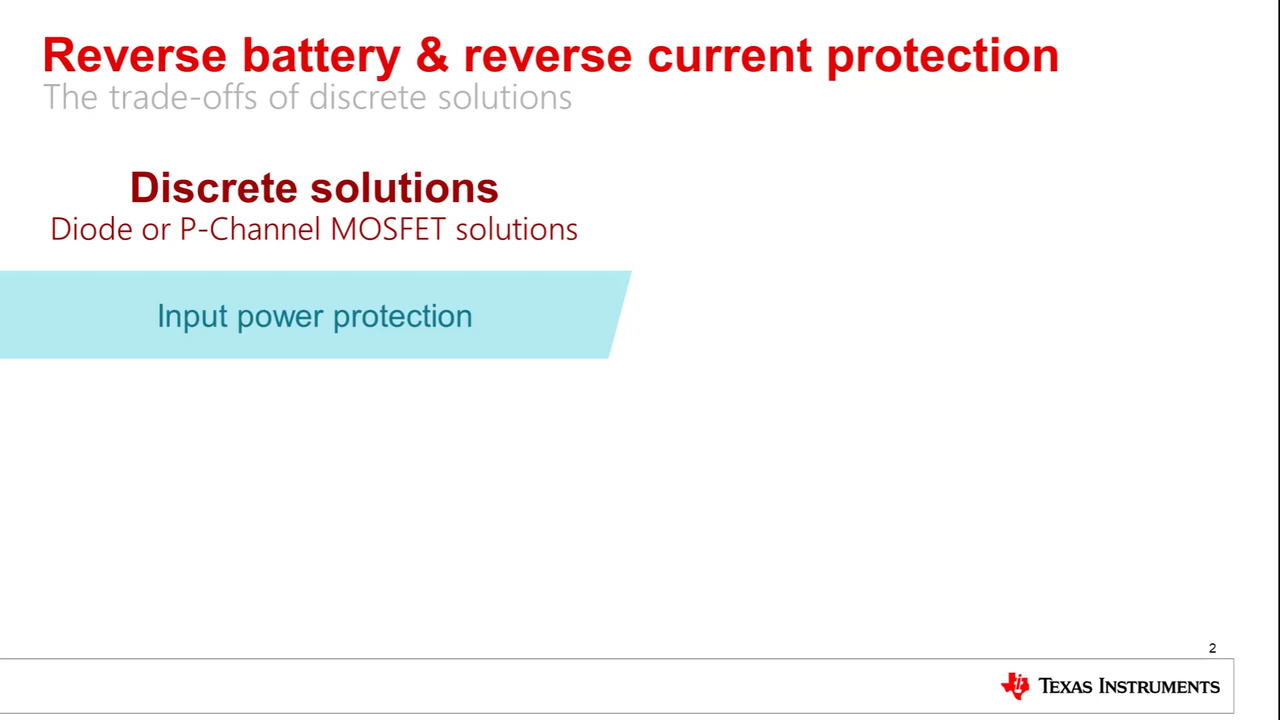 Reverse battery & reverse current protection
The trade-offs of discrete solutions
Discrete solutions
Diode or P-Channel MOSFET solutions
Input power protection
2
TEXAS INSTRUMENTS